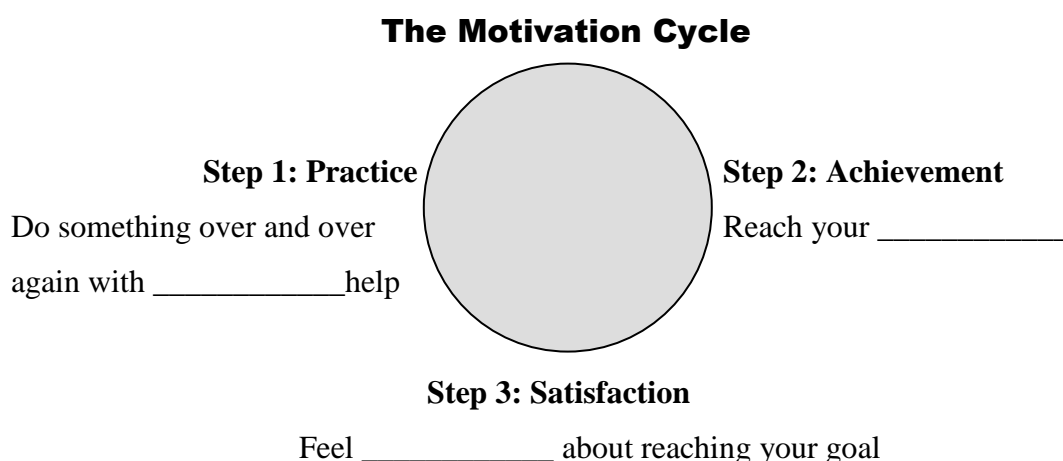 The Motivation Cycle
Step 1: Practice
Do something over and over
again with ____________help
Step 2: Achievement
Reach your ____________
Step 3: Satisfaction
Feel ____________ about reaching your goal